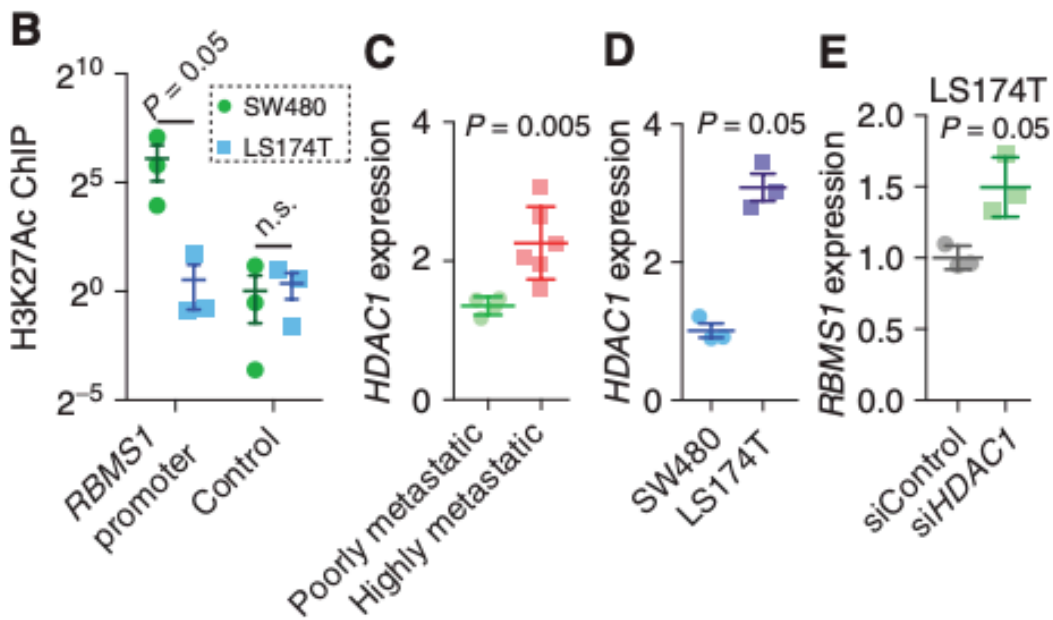 B
H3K27Ac ChIP
2^10
2^5
2^0
2^−5
P = 0.05
SW480
LS174T
n.s.
RBMS1
promoter
Control
C
HDAC1 expression
4
2
0
P = 0.005
Poorly metastatic
Highly metastatic
D
HDAC1 expression
4
2
0
P = 0.05
SW480
LS174T
E
LS174T
RBMS1 expression
2.0
1.5
1.0
0.5
0.0
P = 0.05
siControl
siHDAC1